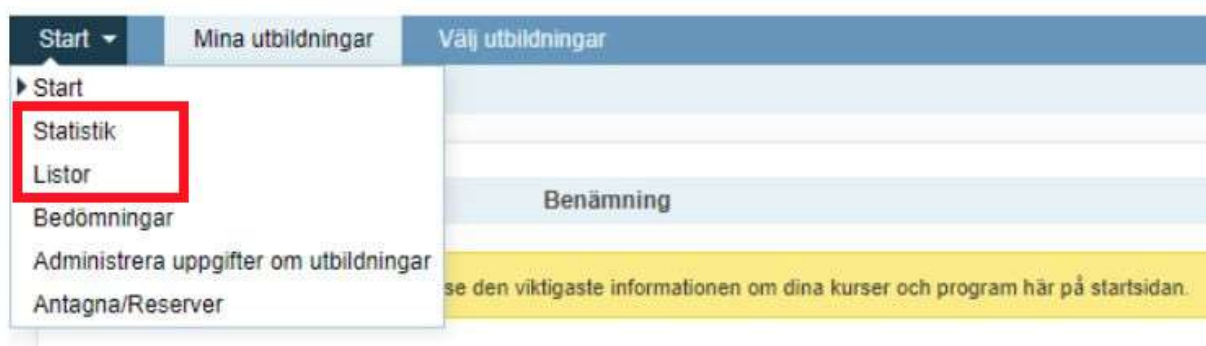 Start Mina utbildningar Välj utbildningar
Start
Statistik
Listor
Benämning
Bedömningar
Administrera uppgifter om utbildningar
se den viktigaste informationen om dina kurser och program här på startsidan.
Antagna/Reserver